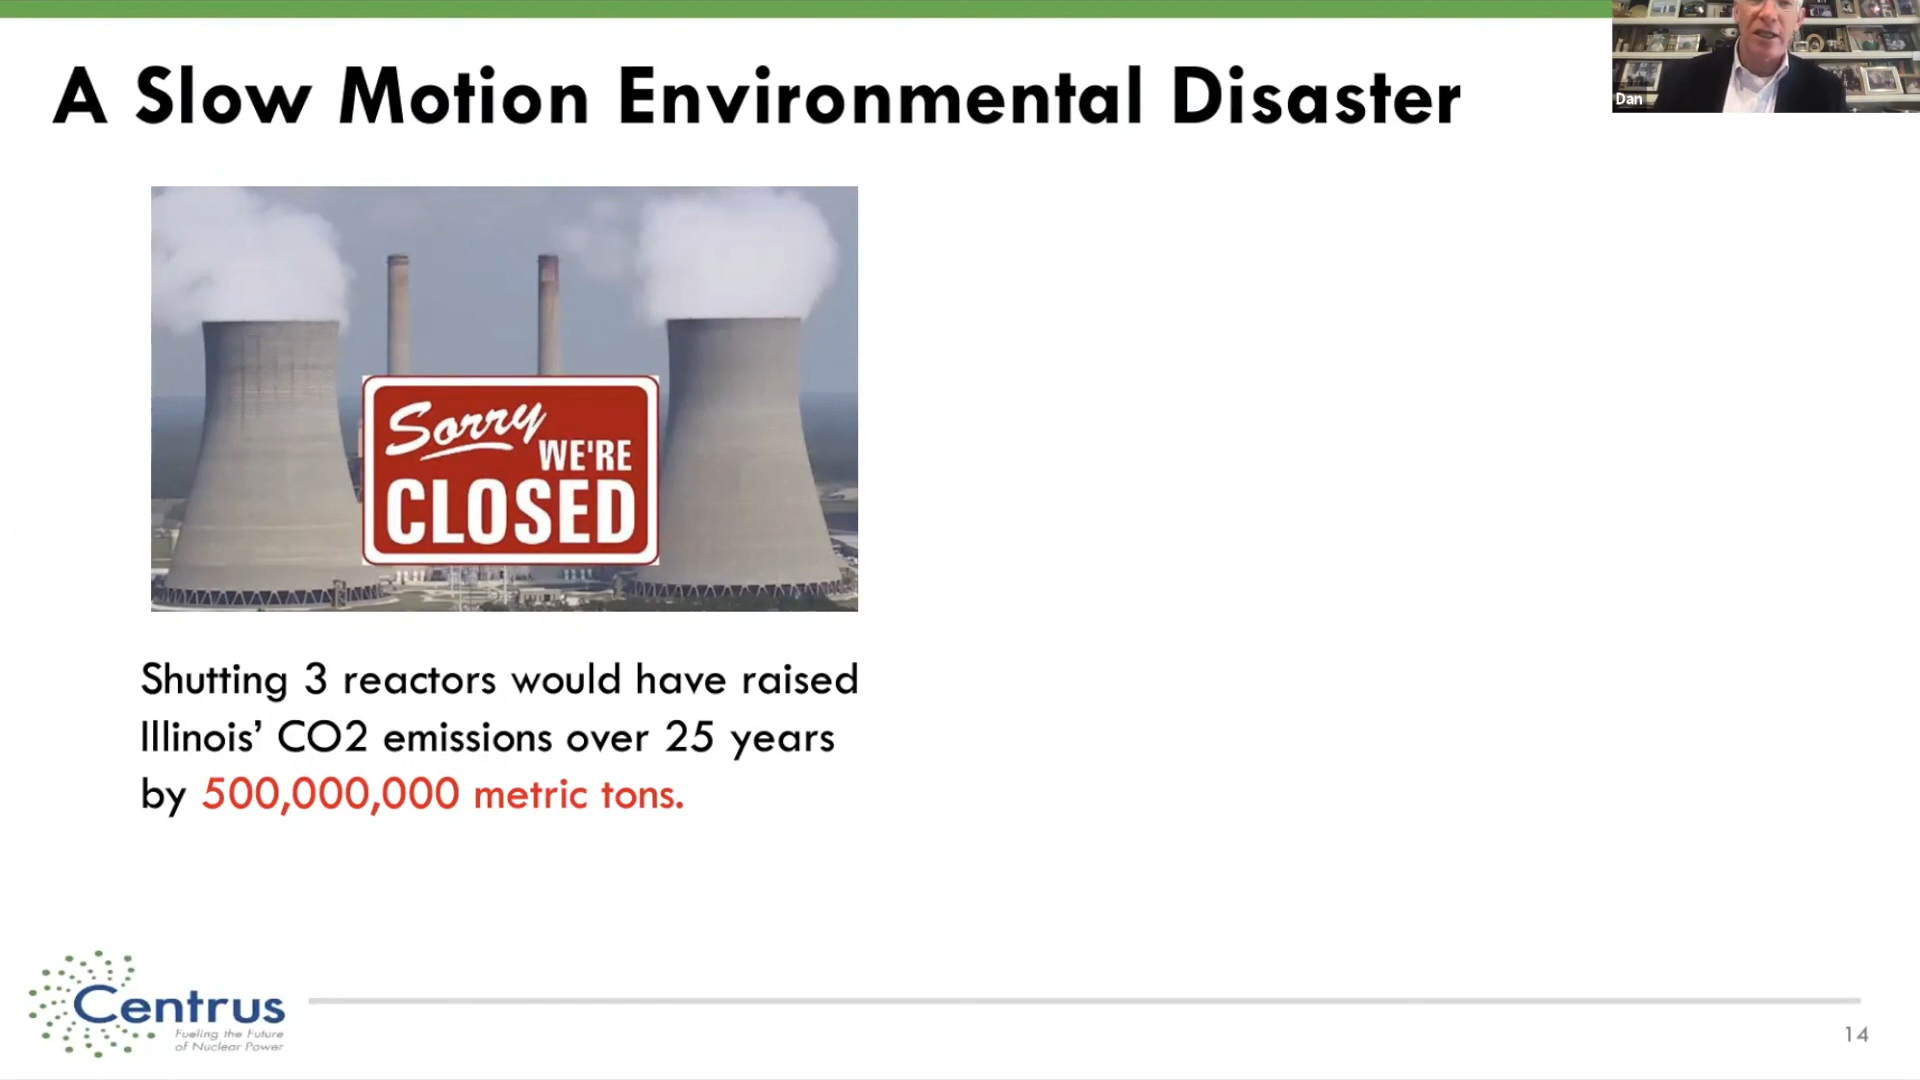 A Slow Motion Environmental Disaster
Dan
Sorry
WE'RE
CLOSED
Shutting 3 reactors would have raised
Illinois’ CO2 emissions over 25 years
by 500,000,000 metric tons.
Centrus
Fueling the Future
of Nuclear Power
14